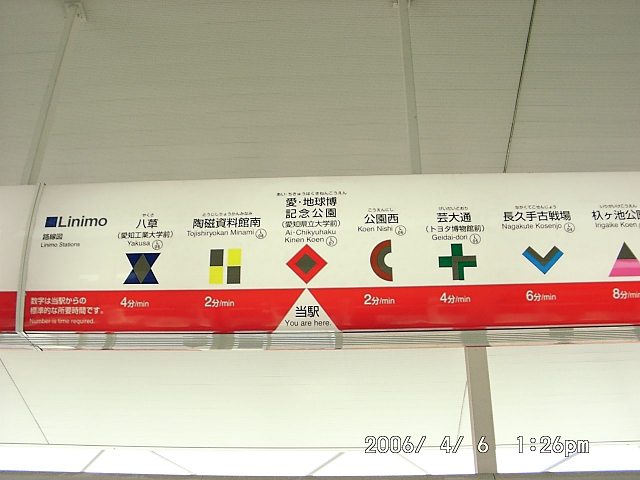 Linimo
路線図
Linimo Stations
やくさ
八草
(愛知工業大学前)
Yakusa
とうじしりょうかんみなみ
陶磁資料館南
Tojishiryokan Minami
あい・ちきゅうはくきねんこうえん
愛・地球博
記念公園
(愛知県立大学前)
Ai·Chikyuhaku
Kinen Koen
こうえんにし
公園西
Koen Nishi
げいだいどおり
芸大通
(トヨタ博物館前)
Geidai-dori
ながくてこせんじょう
長久手古戦場
Nagakute Kosenjo
いりがいけこう
杁ヶ池公
Irigaike Koen
数字は当駅からの
標準的な所要時間です。
Number is time required.
4分/min
2分/min
当駅
You are here.
2分/min
4分/min
6分/min
8分/min
2006/ 4/ 6 1:26pm